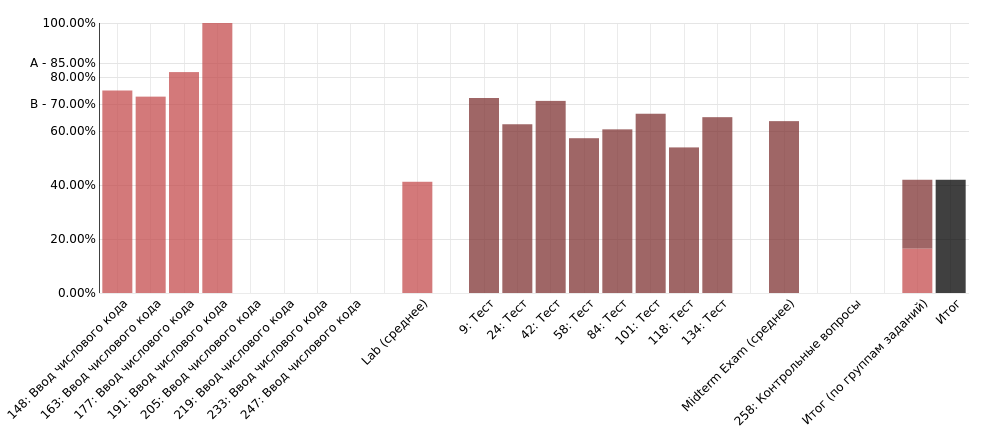 100.00%
A - 85.00%
80.00%
B - 70.00%
60.00%
40.00%
20.00%
0.00%
148: Ввод числового кода
163: Ввод числового кода
177: Ввод числового кода
191: Ввод числового кода
205: Ввод числового кода
219: Ввод числового кода
233: Ввод числового кода
247: Ввод числового кода
Lab (среднее)
9: Тест
24: Тест
42: Тест
58: Тест
84: Тест
101: Тест
118: Тест
134: Тест
Midterm Exam (среднее)
258: Контрольные вопросы
Итог (по группам заданий)
Итог